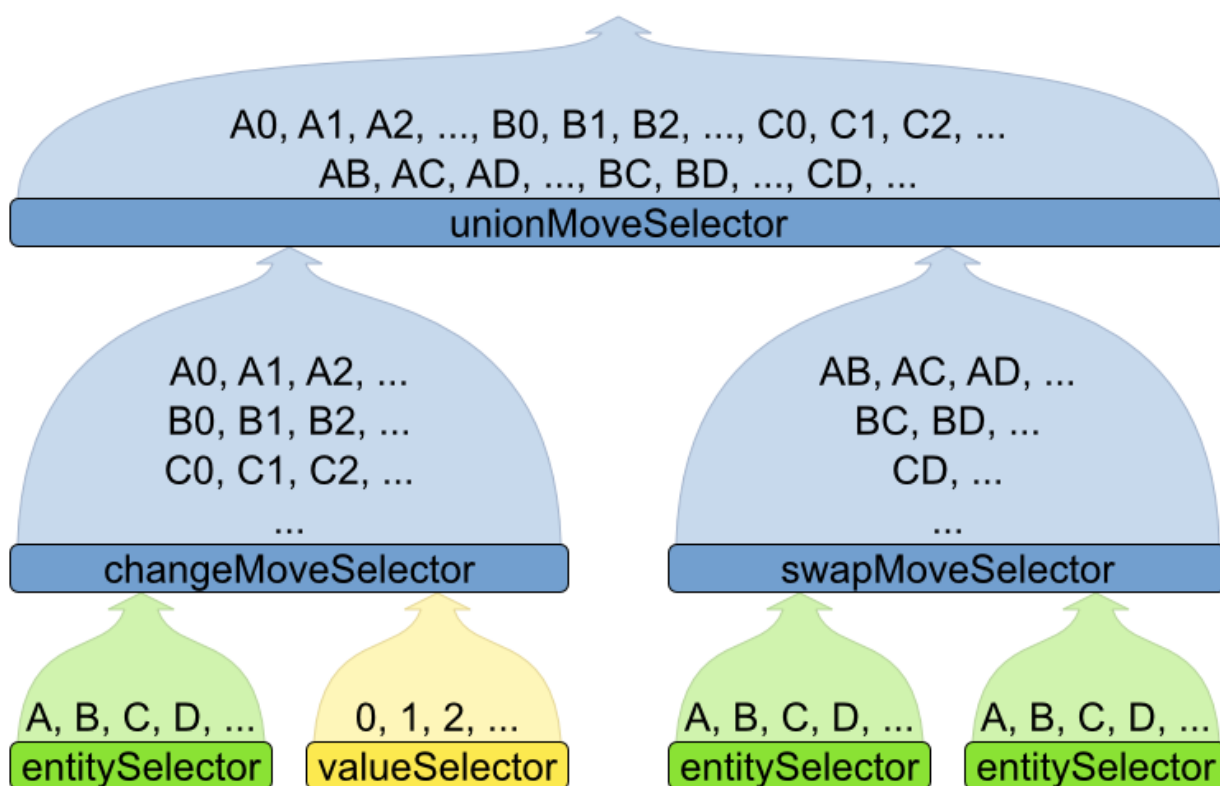 A0, A1, A2, ..., B0, B1, B2, ..., C0, C1, C2, ...
AB, AC, AD, ..., BC, BD, ..., CD, ...
unionMoveSelector
A0, A1, A2, ...
B0, B1, B2, ...
C0, C1, C2, ...
...
changeMoveSelector
AB, AC, AD, ...
BC, BD, ...
CD, ...
...
swapMoveSelector
A, B, C, D, ...
entitySelector
0, 1, 2, ...
valueSelector
A, B, C, D, ...
entitySelector
A, B, C, D, ...
entitySelector